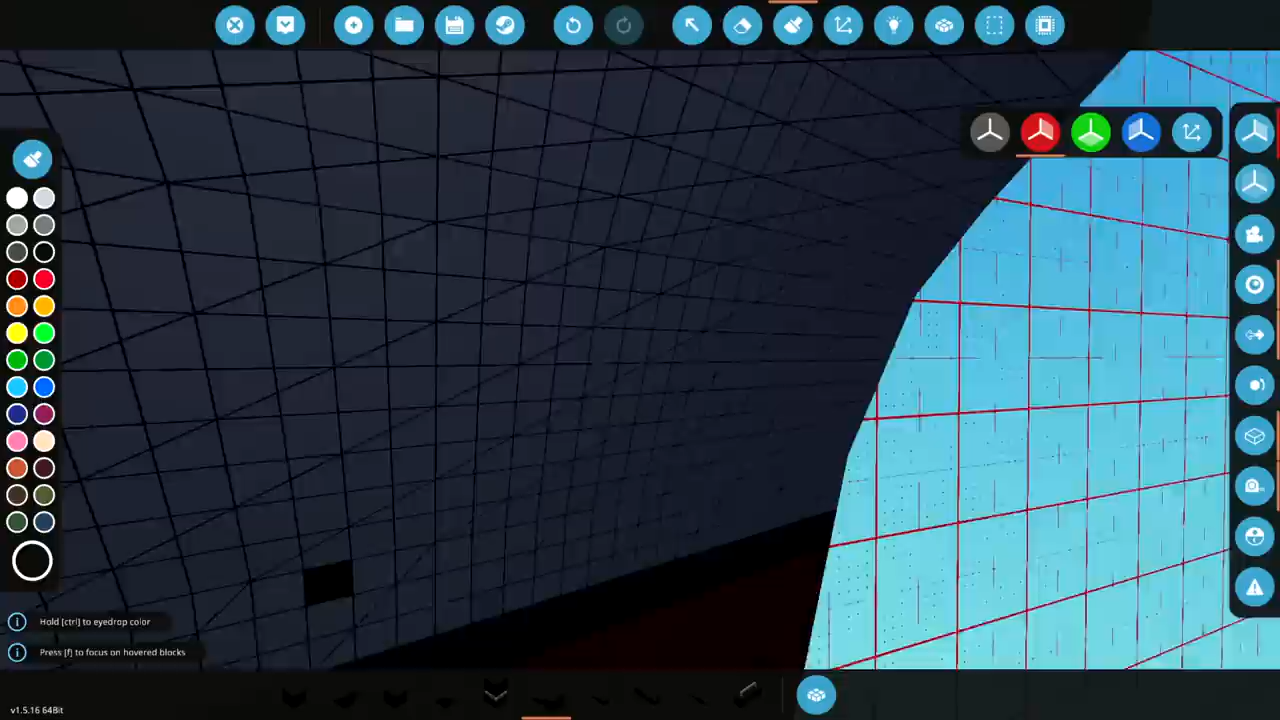 Hold [ctrl] to eyedrop color
Press [f] to focus on hovered blocks
v1.5.16 64Bit